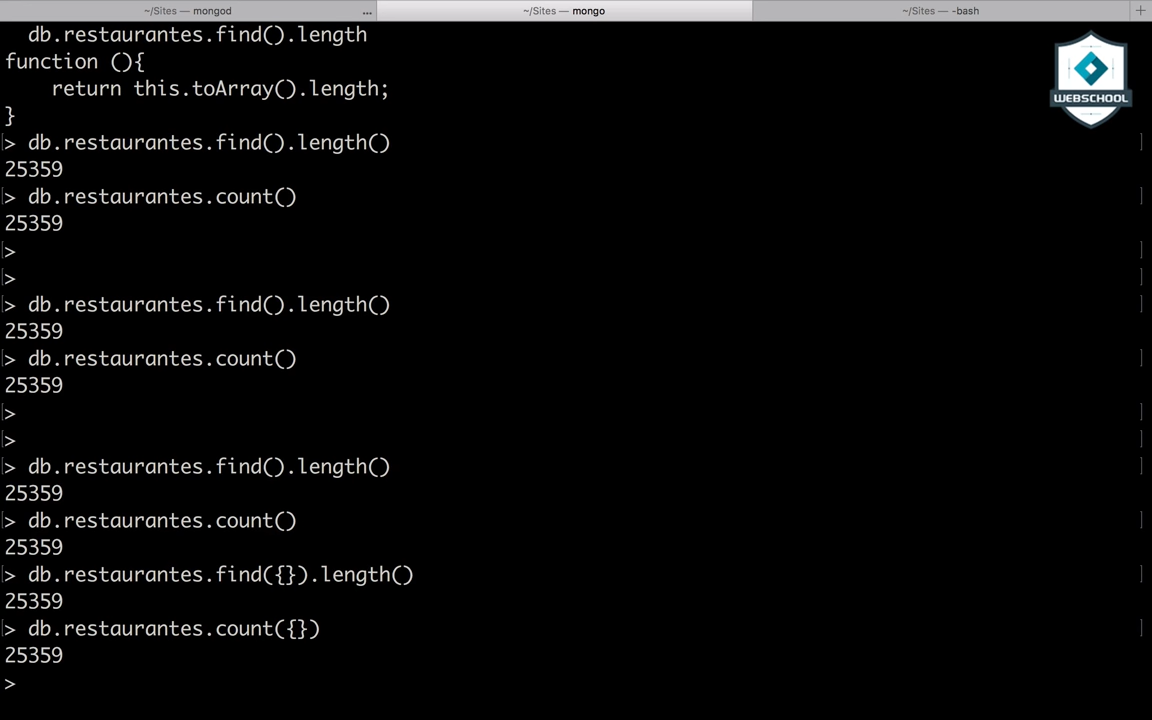 ~/Sites — mongod
...
~/Sites — mongo
~/Sites — -bash
+
db.restaurantes.find().length
function (){
    return this.toArray().length;
}
> db.restaurantes.find().length()
25359
> db.restaurantes.count()
25359
>
>
> db.restaurantes.find().length()
25359
> db.restaurantes.count()
25359
>
>
> db.restaurantes.find().length()
25359
> db.restaurantes.count()
25359
> db.restaurantes.find({}).length()
25359
> db.restaurantes.count({})
25359
>
WEBSCHOOL